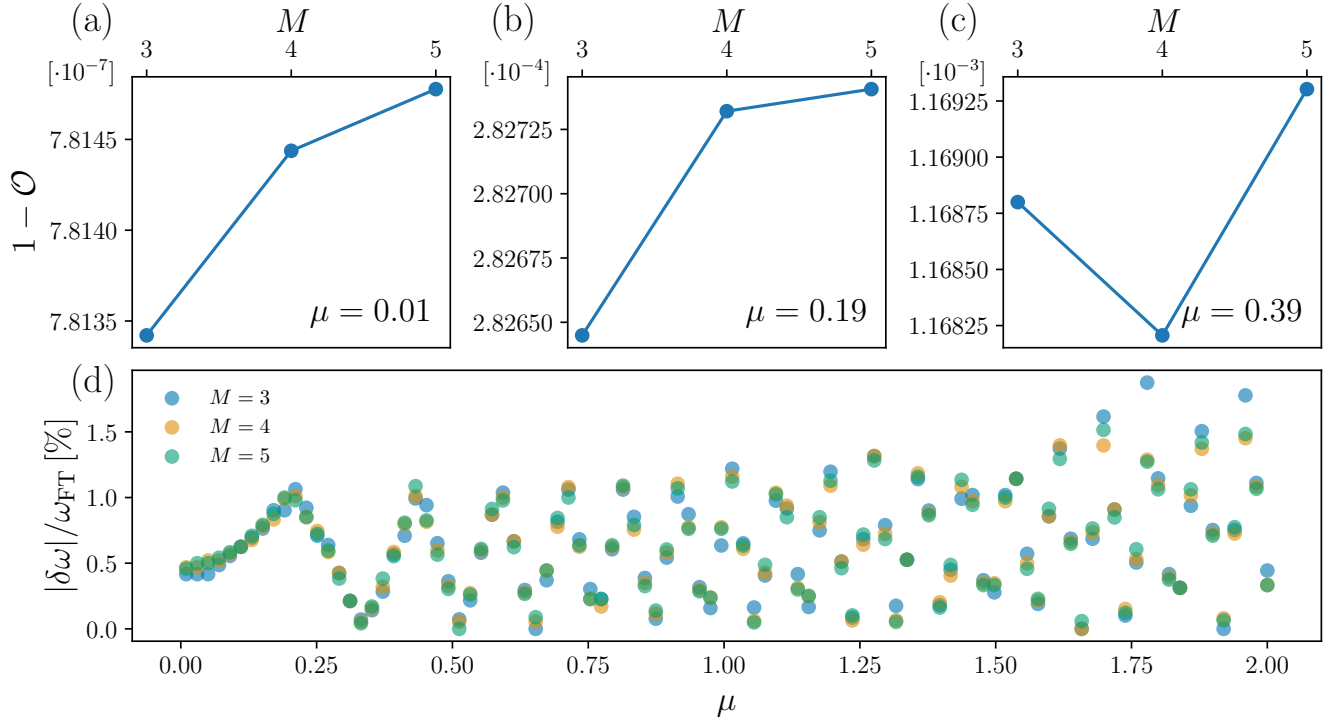 (a) M (b) M (c) M
3 4 5 3 4 5 3 4 5
[·10⁻⁷] [·10⁻⁴] [·10⁻³]
1 − 𝒪
7.8145
7.8140
7.8135
μ = 0.01
2.82725
2.82700
2.82675
2.82650
μ = 0.19
1.16925
1.16900
1.16875
1.16850
1.16825
μ = 0.39
(d)
|δω|/ω_FT [%]
1.5
1.0
0.5
0.0
M = 3
M = 4
M = 5
0.00 0.25 0.50 0.75 1.00 1.25 1.50 1.75 2.00
μ